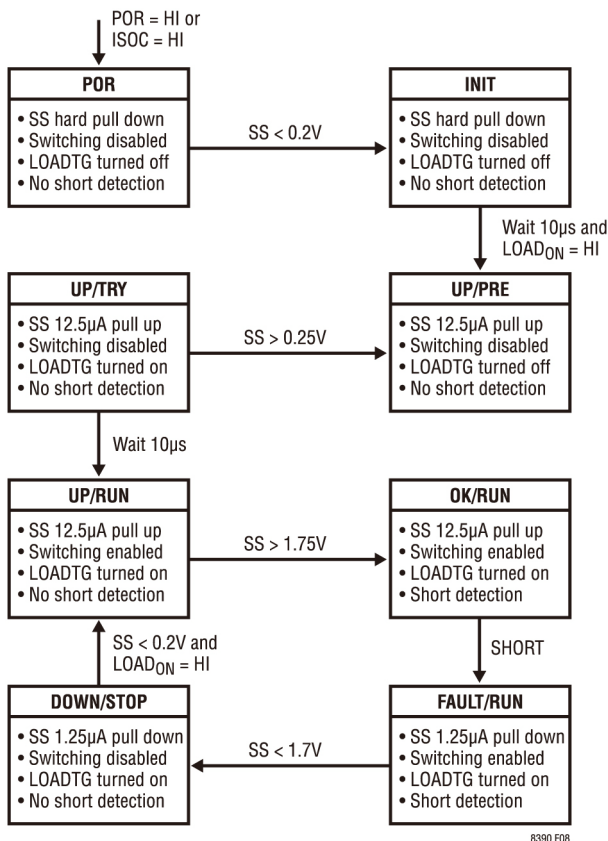 POR = HI or
ISOC = HI
POR
• SS hard pull down
• Switching disabled
• LOADTG turned off
• No short detection
SS < 0.2V
INIT
• SS hard pull down
• Switching disabled
• LOADTG turned off
• No short detection
Wait 10µs and
LOADON = HI
UP/TRY
• SS 12.5µA pull up
• Switching disabled
• LOADTG turned on
• No short detection
SS > 0.25V
UP/PRE
• SS 12.5µA pull up
• Switching disabled
• LOADTG turned off
• No short detection
Wait 10µs
UP/RUN
• SS 12.5µA pull up
• Switching enabled
• LOADTG turned on
• No short detection
SS > 1.75V
OK/RUN
• SS 12.5µA pull up
• Switching enabled
• LOADTG turned on
• Short detection
SS < 0.2V and
LOADON = HI
SHORT
DOWN/STOP
• SS 1.25µA pull down
• Switching disabled
• LOADTG turned on
• No short detection
SS < 1.7V
FAULT/RUN
• SS 1.25µA pull down
• Switching enabled
• LOADTG turned on
• Short detection
8390 F08